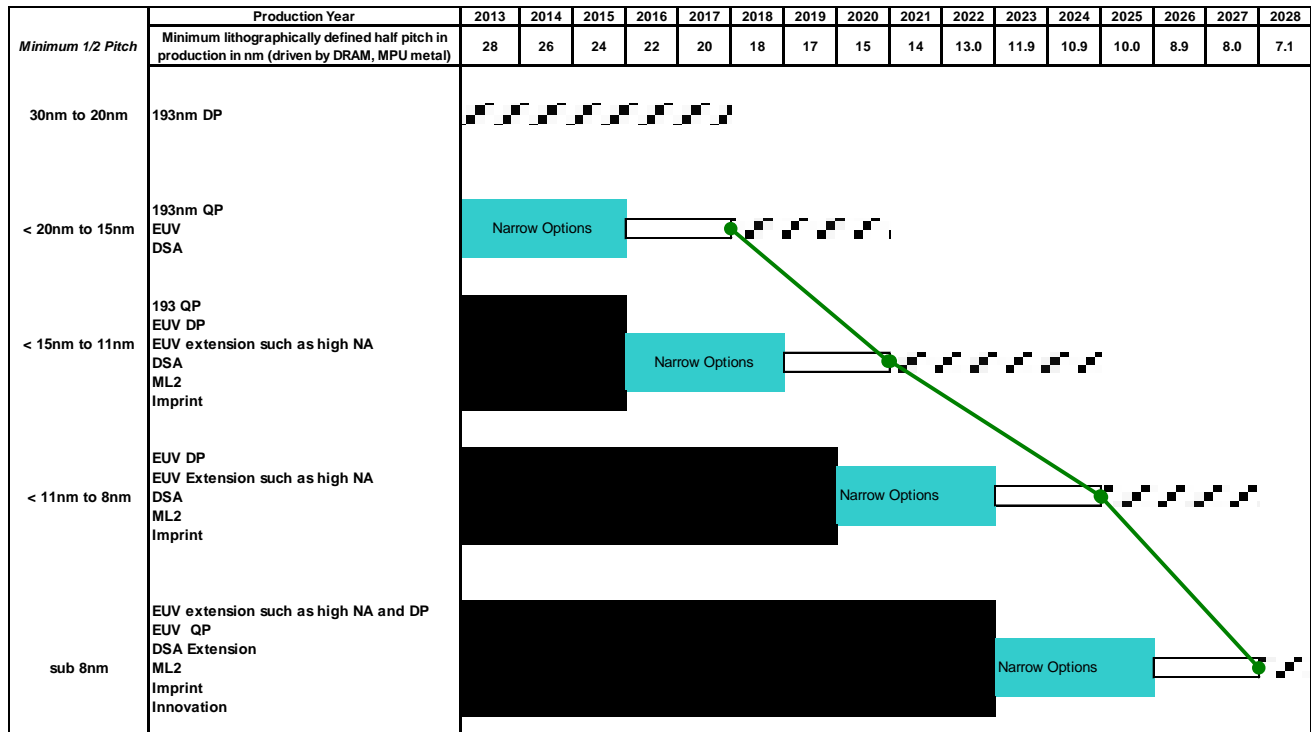 Production Year 2013 2014 2015 2016 2017 2018 2019 2020 2021 2022 2023 2024 2025 2026 2027 2028
Minimum 1/2 Pitch
Minimum lithographically defined half pitch in
production in nm (driven by DRAM, MPU metal)
28 26 24 22 20 18 17 15 14 13.0 11.9 10.9 10.0 8.9 8.0 7.1
30nm to 20nm
193nm DP
< 20nm to 15nm
193nm QP
EUV
DSA
Narrow Options
< 15nm to 11nm
193 QP
EUV DP
EUV extension such as high NA
DSA
ML2
Imprint
Narrow Options
< 11nm to 8nm
EUV DP
EUV Extension such as high NA
DSA
ML2
Imprint
Narrow Options
sub 8nm
EUV extension such as high NA and DP
EUV QP
DSA Extension
ML2
Imprint
Innovation
Narrow Options